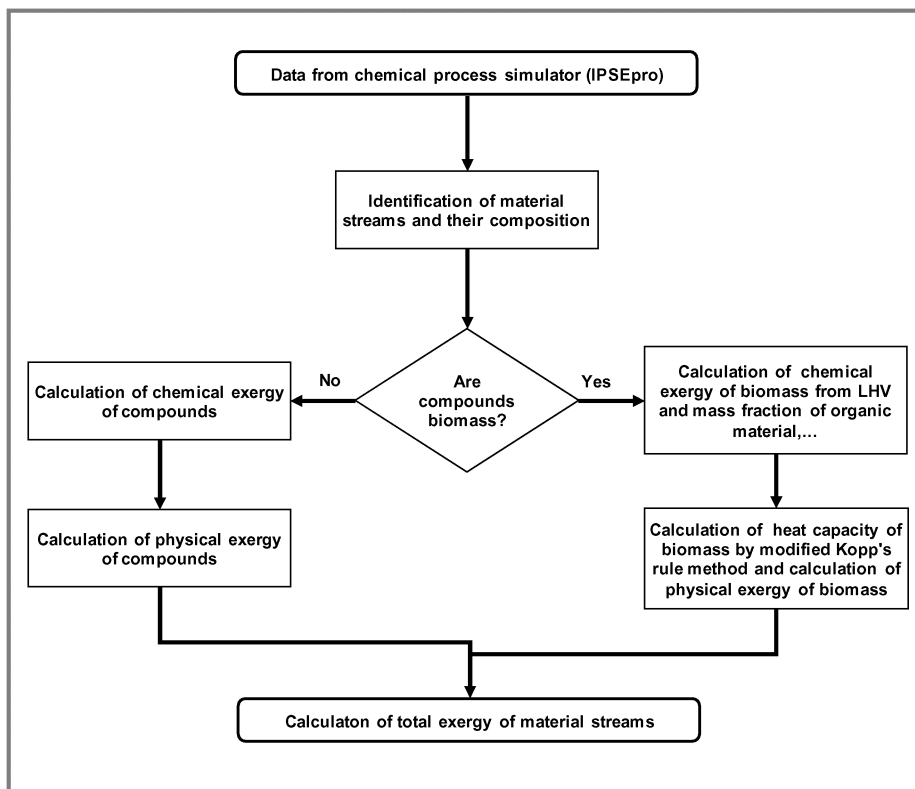 Data from chemical process simulator (IPSEpro)
Identification of material
streams and their composition
Are
compounds
biomass?
No
Yes
Calculation of chemical exergy
of compounds
Calculation of chemical
exergy of biomass from LHV
and mass fraction of organic
material,...
Calculation of physical exergy
of compounds
Calculation of heat capacity of
biomass by modified Kopp's
rule method and calculation of
physical exergy of biomass
Calculaton of total exergy of material streams